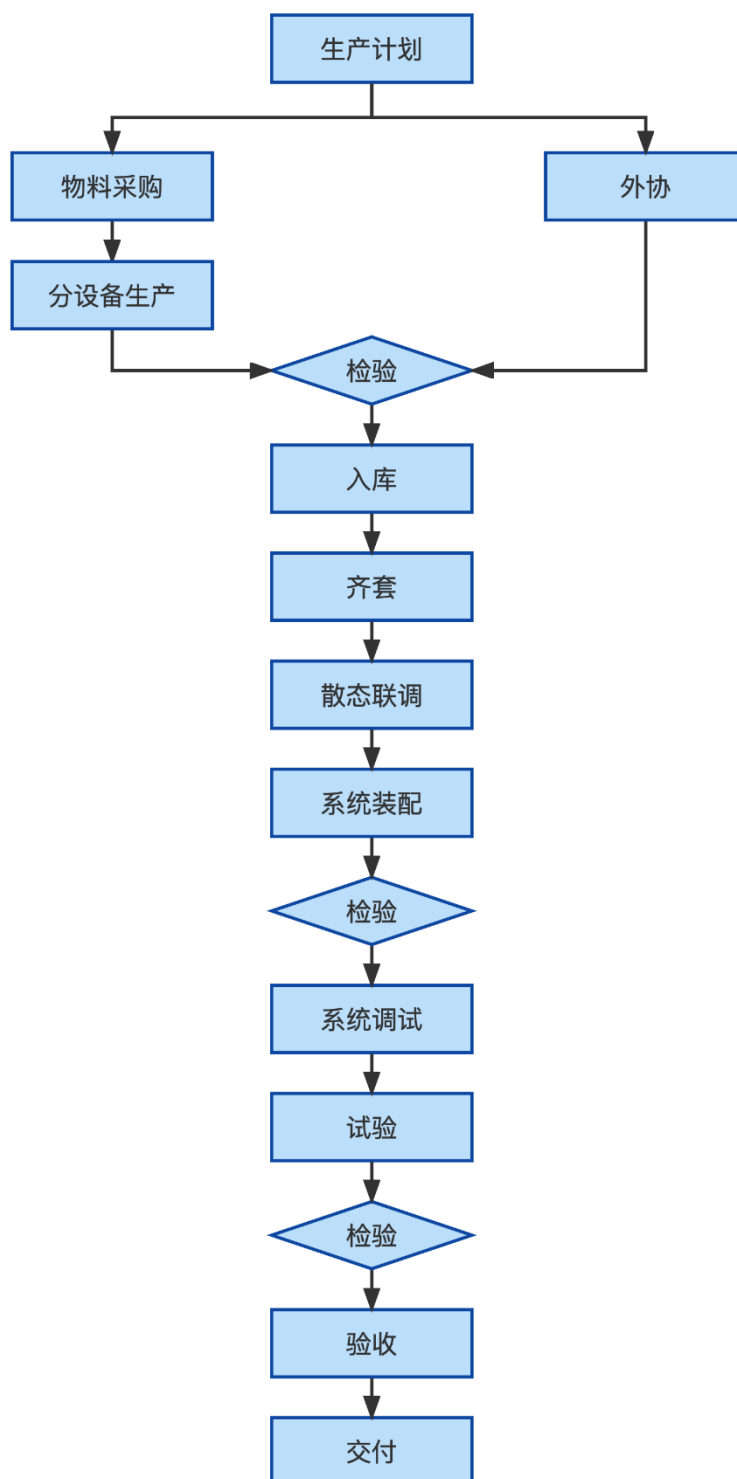 生产计划
物料采购
外协
分设备生产
检验
入库
齐套
散态联调
系统装配
检验
系统调试
试验
检验
验收
交付